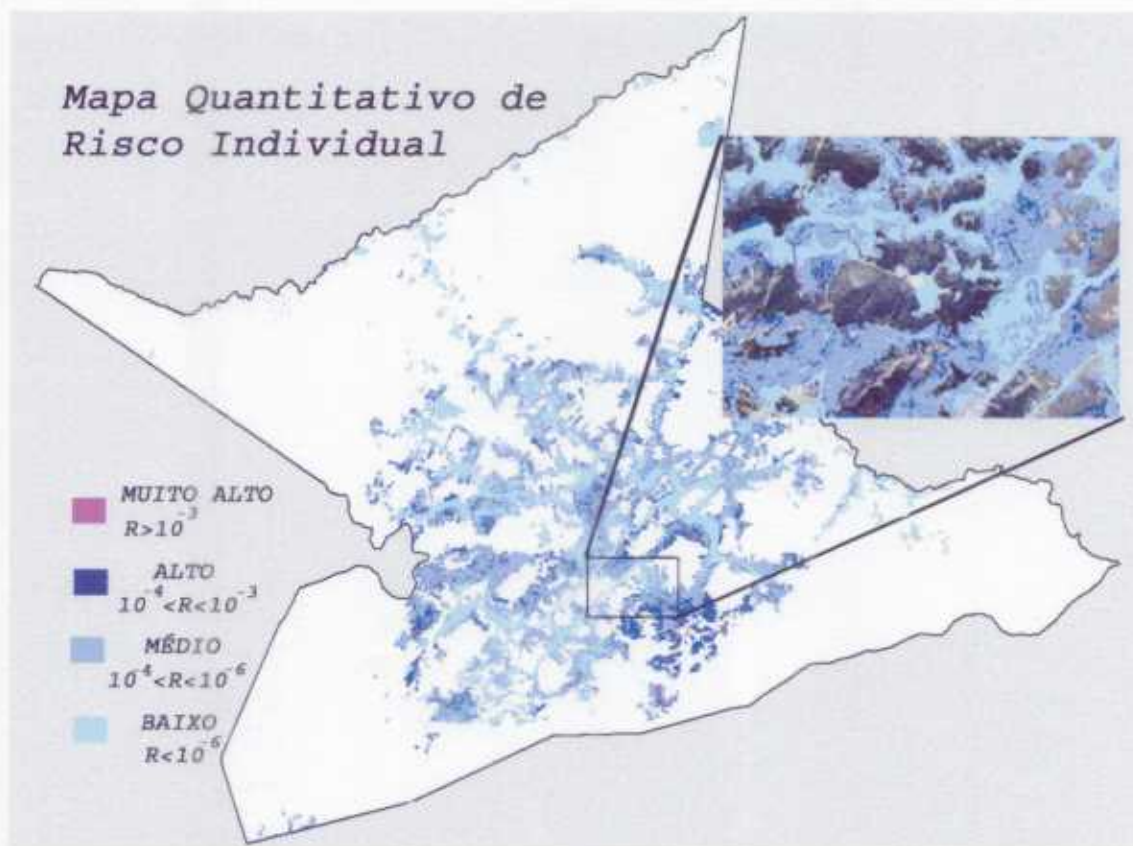 Mapa Quantitativo de
Risco Individual
MUITO ALTO
R>10⁻³
ALTO
10⁻⁴<R<10⁻³
MÉDIO
10⁻⁴<R<10⁻⁶
BAIXO
R<10⁻⁶